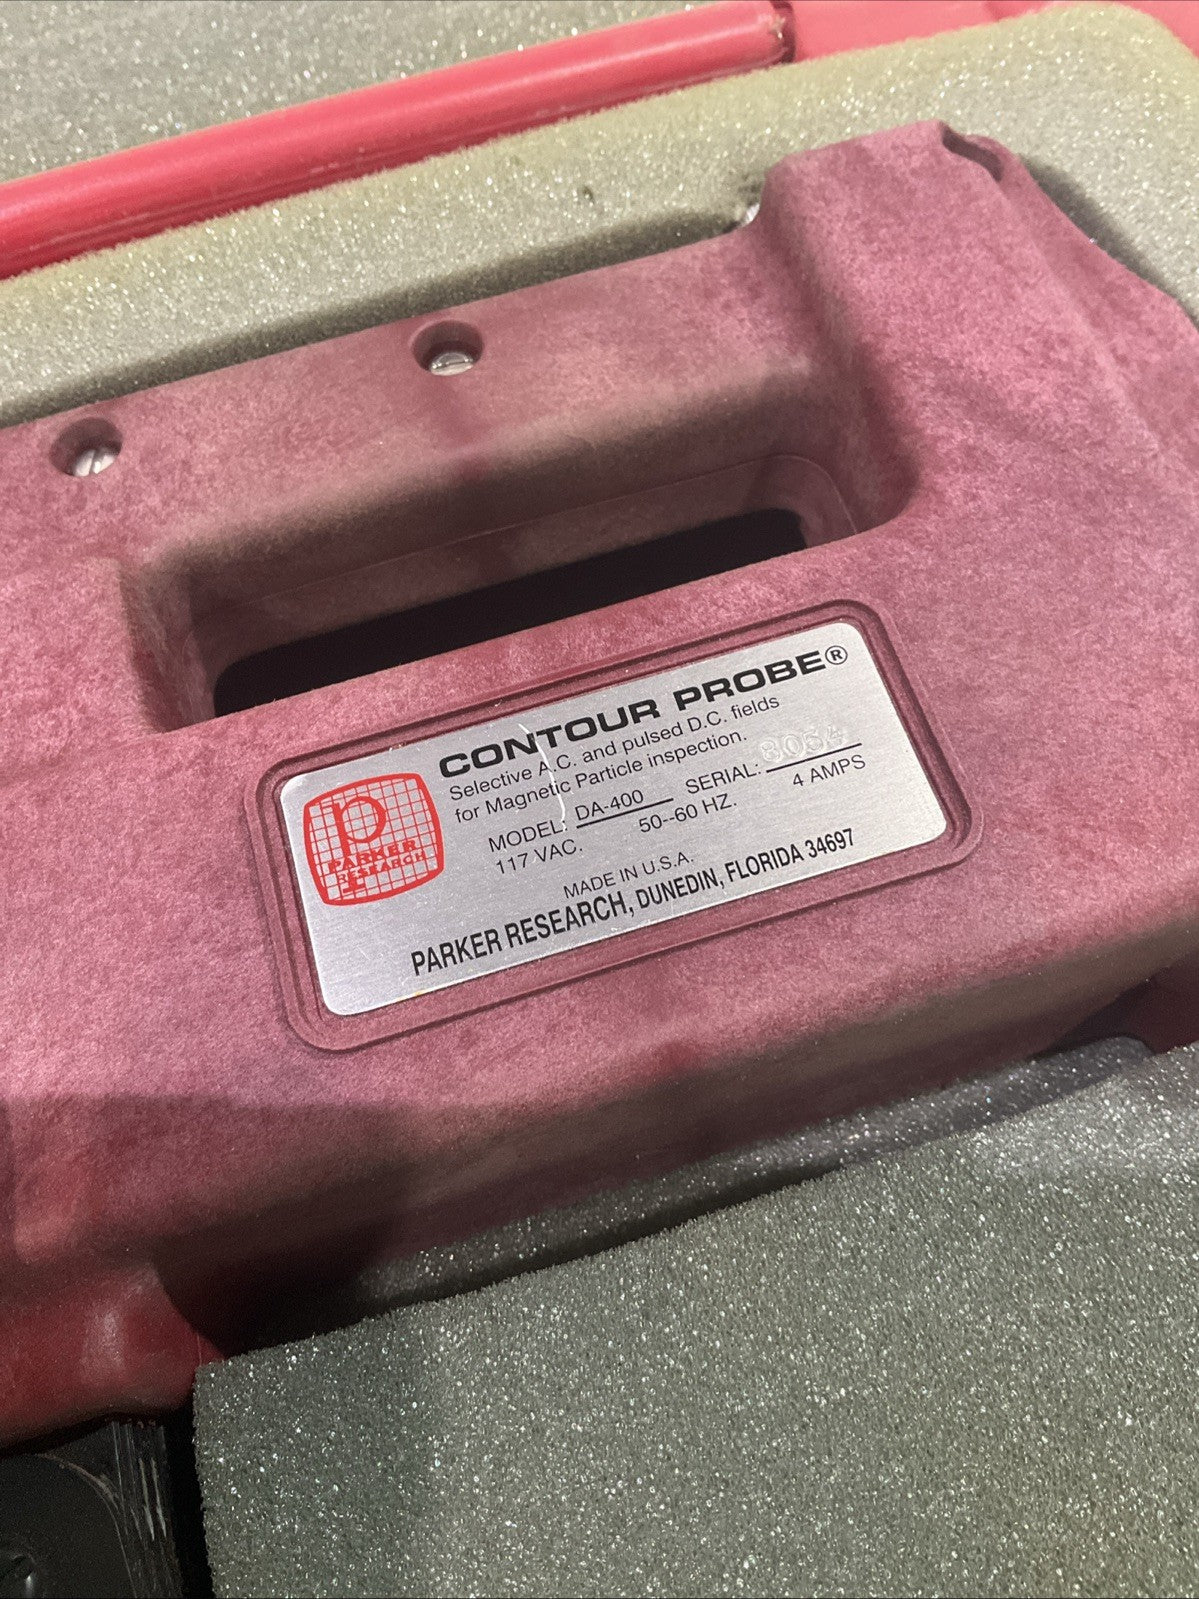 CONTOUR PROBE®
Selective A.C. and pulsed D.C. fields
for Magnetic Particle inspection.
MODEL: DA-400 SERIAL: 8054
117 VAC. 50--60 HZ. 4 AMPS
MADE IN U.S.A.
PARKER RESEARCH, DUNEDIN, FLORIDA 34697
p
PARKER
RESEARCH